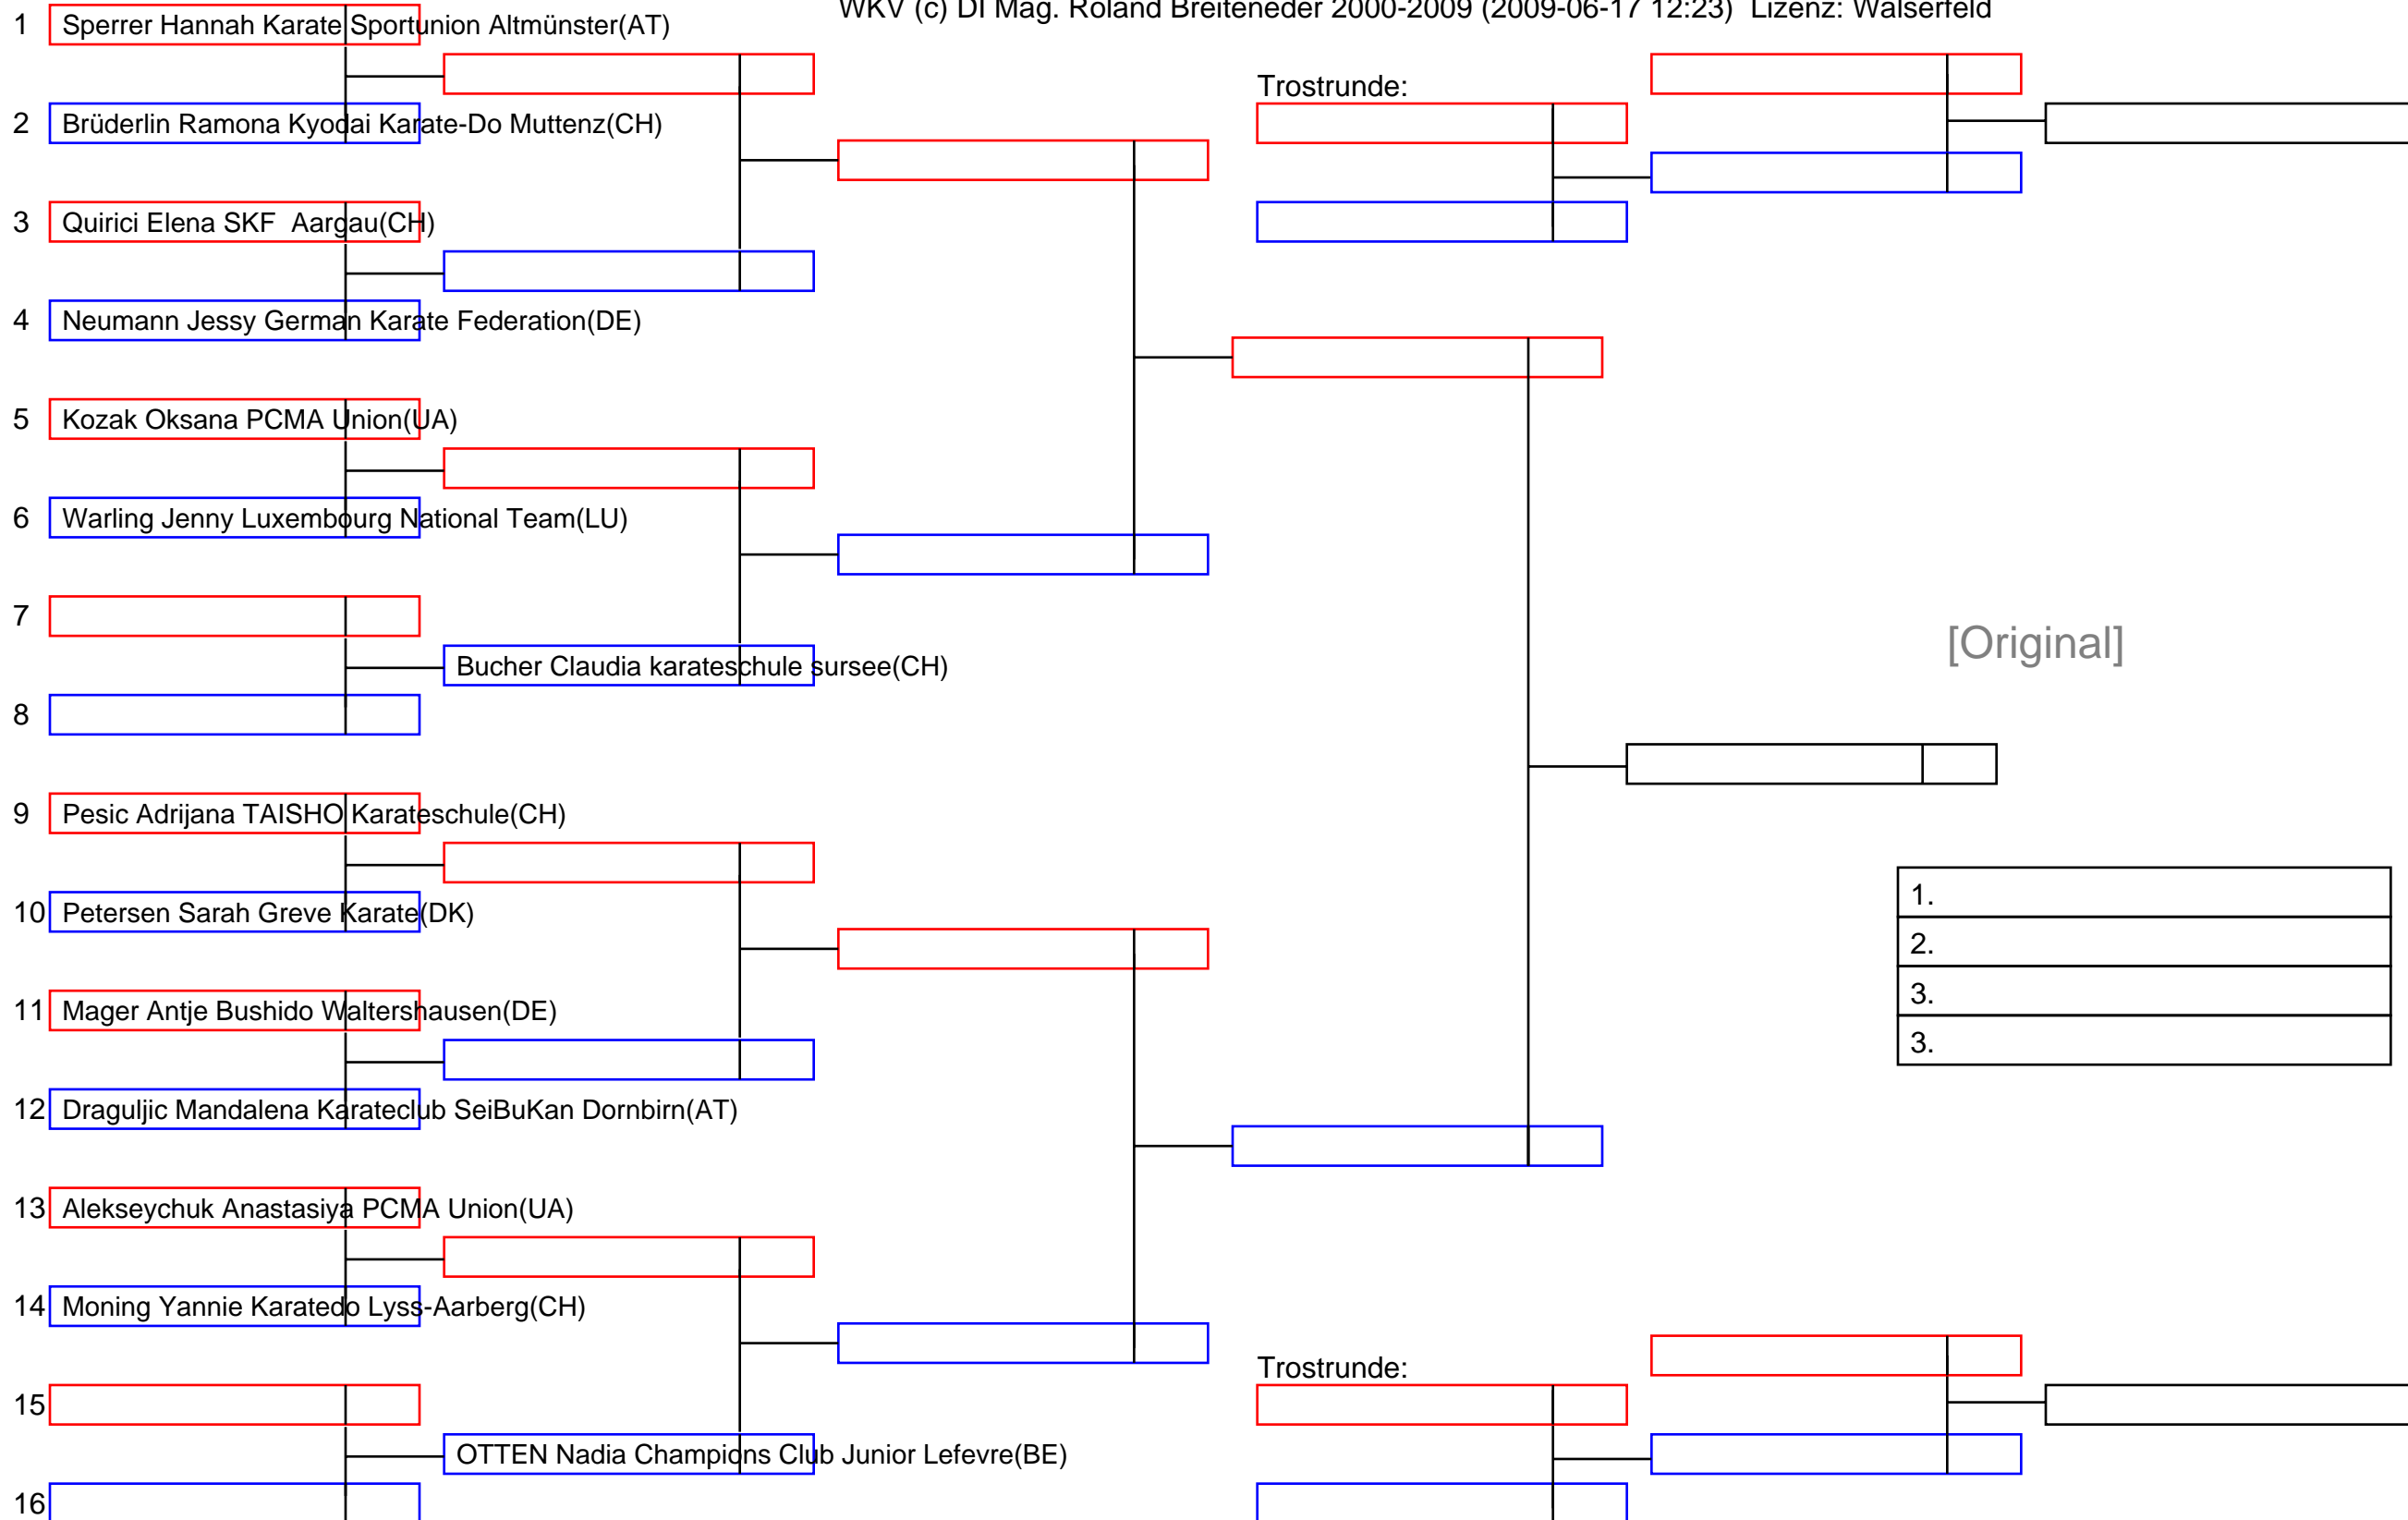 WKV (c) DI Mag. Roland Breiteneder 2000-2009 (2009-06-17 12:23) Lizenz: Walserfeld
1 Sperrer Hannah Karate Sportunion Altmünster(AT)
Trostrunde:
2 Brüderlin Ramona Kyodai Karate-Do Muttenz(CH)
3 Quirici Elena SKF Aargau(CH)
4 Neumann Jessy German Karate Federation(DE)
5 Kozak Oksana PCMA Union(UA)
6 Warling Jenny Luxembourg National Team(LU)
7
[Original]
Bucher Claudia karateschule sursee(CH)
8
9 Pesic Adrijana TAISHO Karateschule(CH)
1.
10 Petersen Sarah Greve Karate(DK)
2.
3.
11 Mager Antje Bushido Waltershausen(DE)
3.
12 Draguljic Mandalena Karateclub SeiBuKan Dornbirn(AT)
13 Alekseychuk Anastasiya PCMA Union(UA)
14 Moning Yannie Karatedo Lyss-Aarberg(CH)
Trostrunde:
15
OTTEN Nadia Champions Club Junior Lefevre(BE)
16